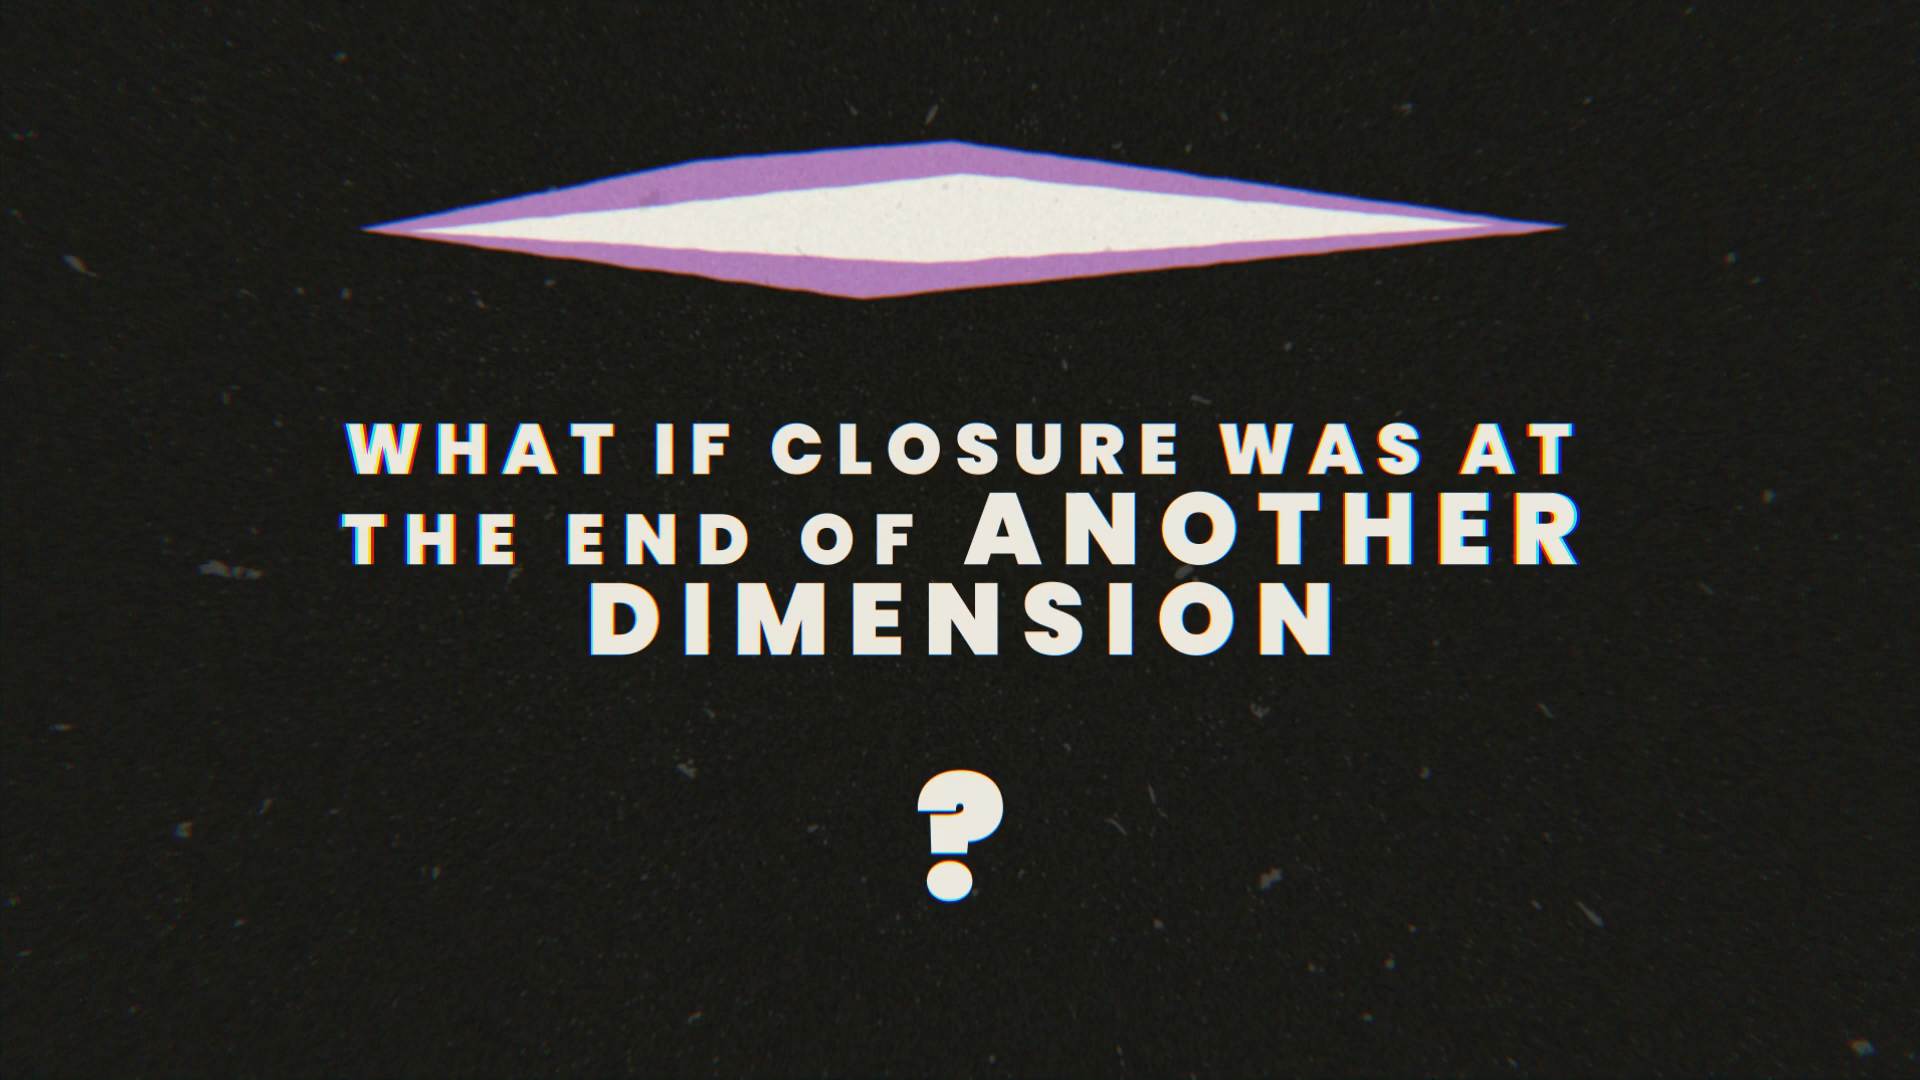 WHAT IF CLOSURE WAS AT
THE END OF ANOTHER
DIMENSION
?